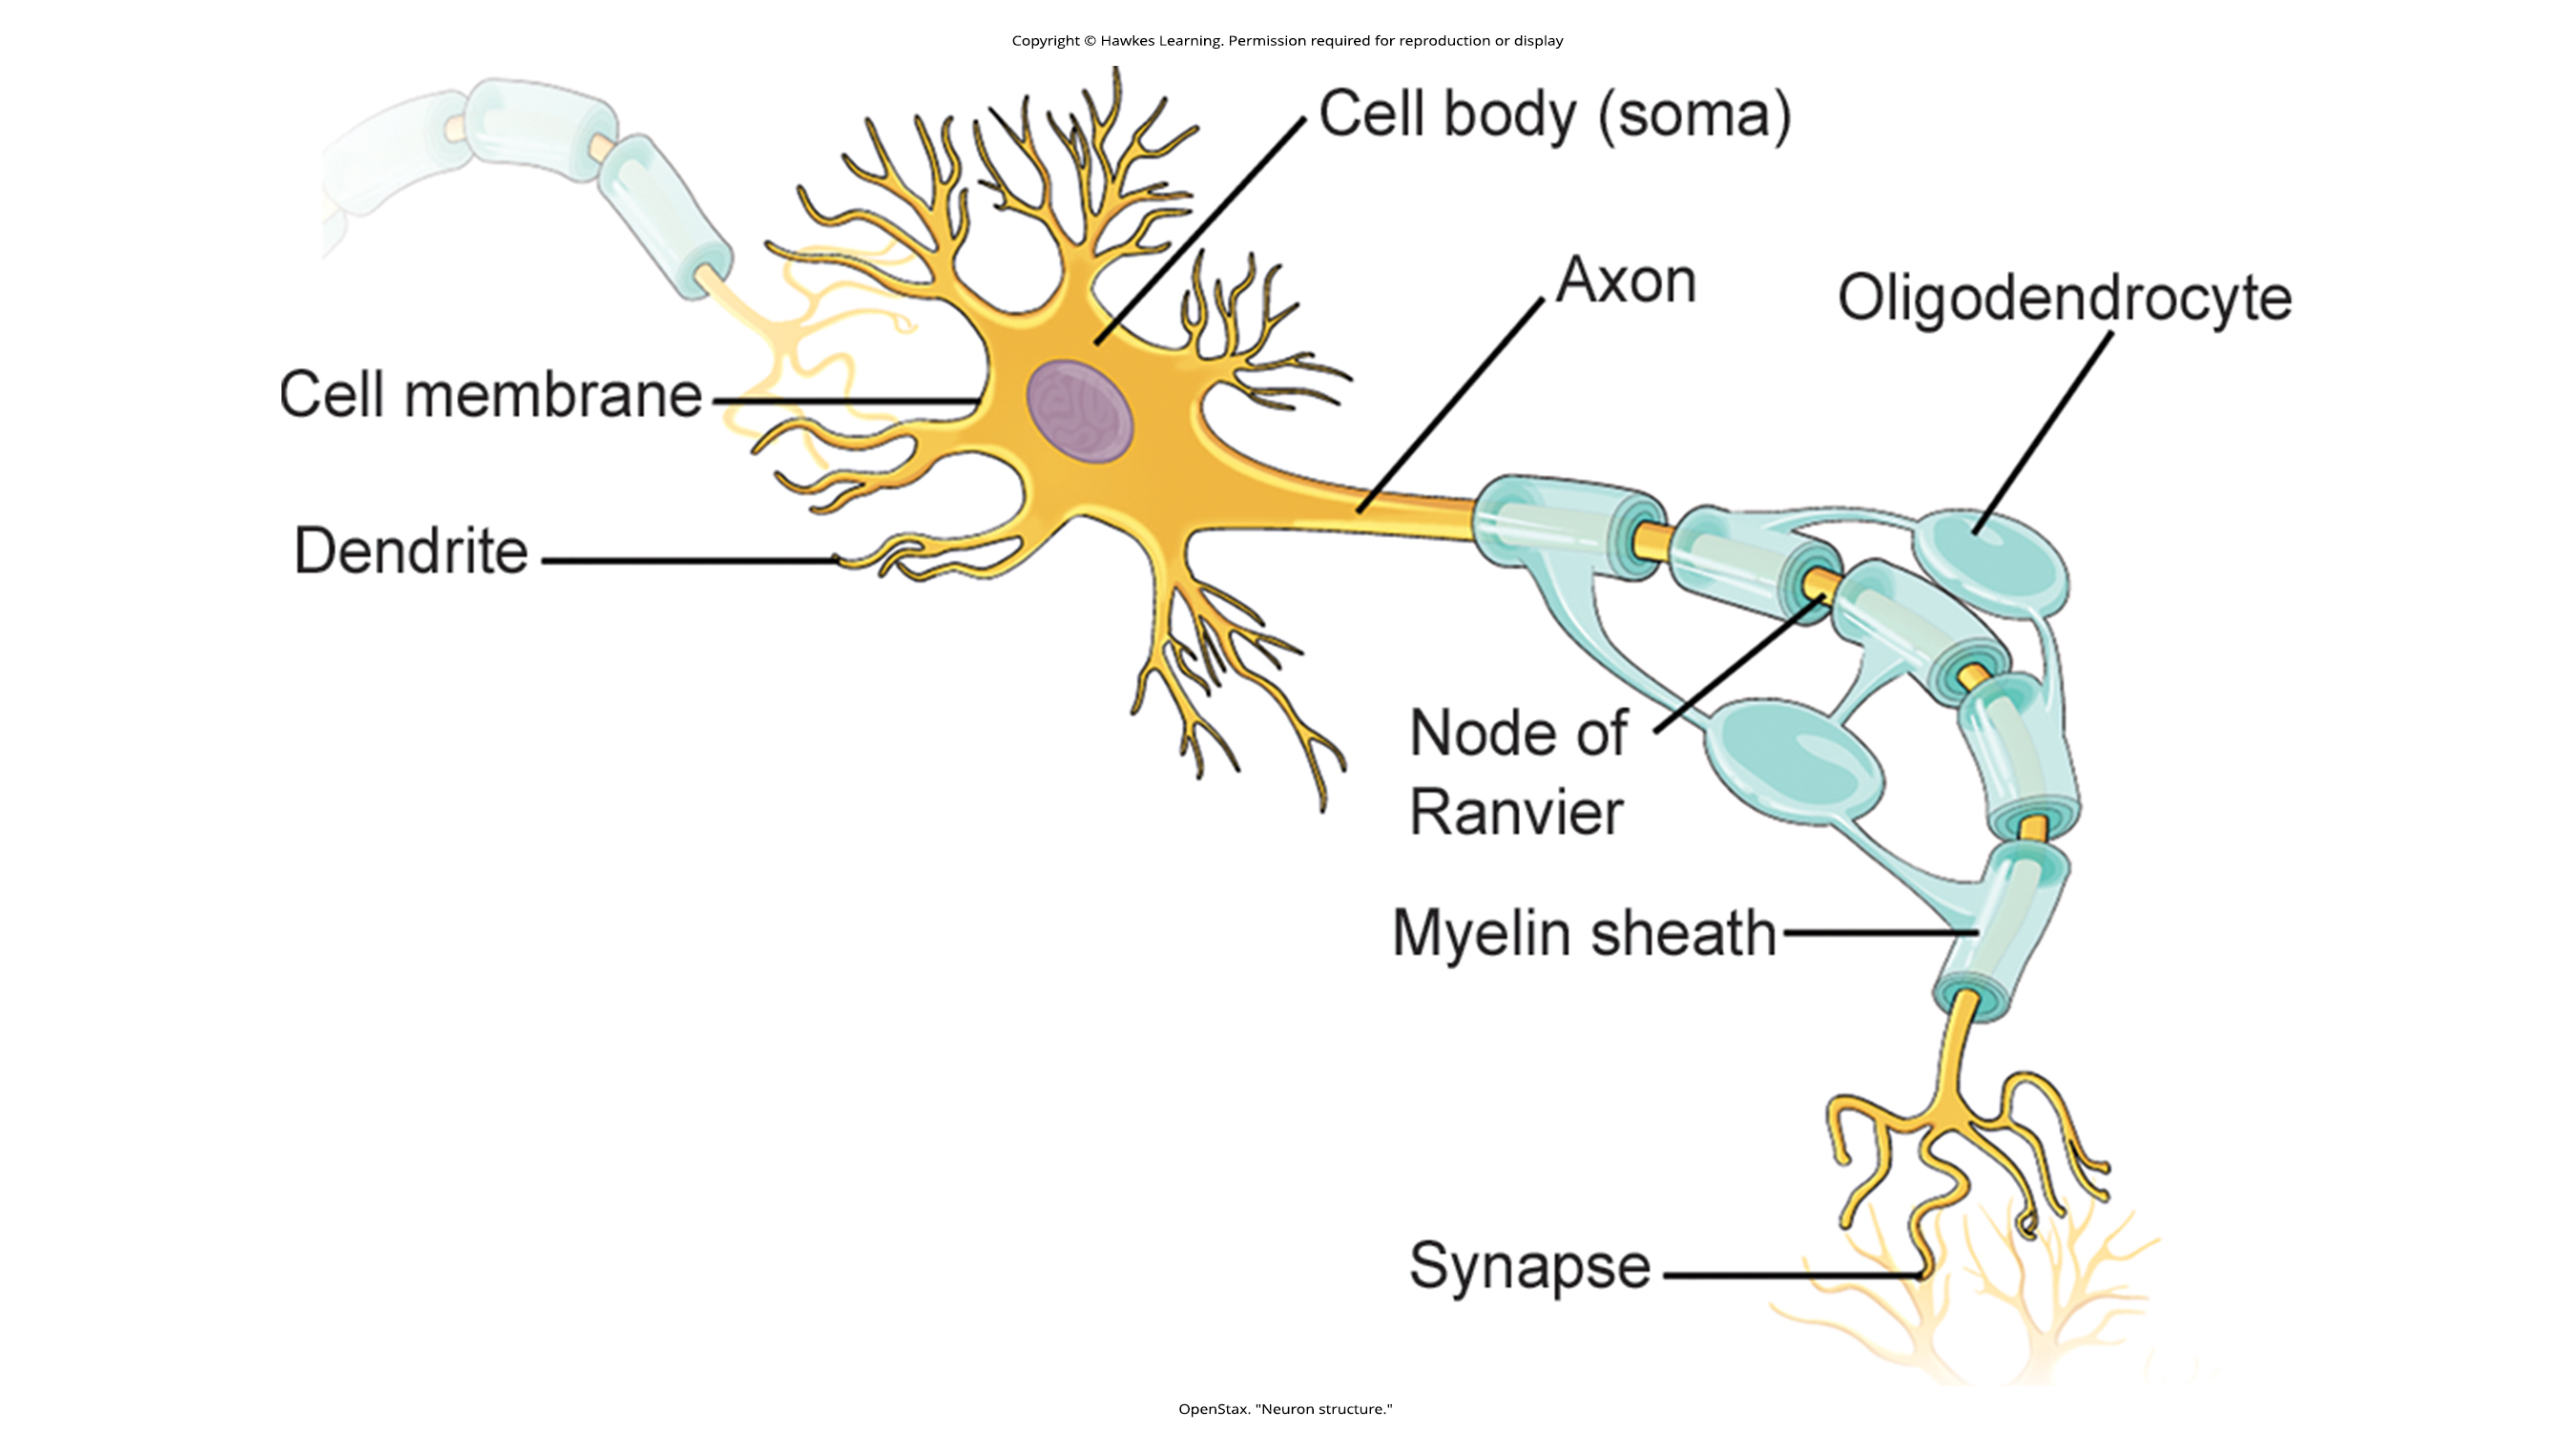 Copyright © Hawkes Learning. Permission required for reproduction or display
Cell body (soma)
Axon
Oligodendrocyte
Cell membrane
Dendrite
Node of
Ranvier
Myelin sheath
Synapse
OpenStax. "Neuron structure."